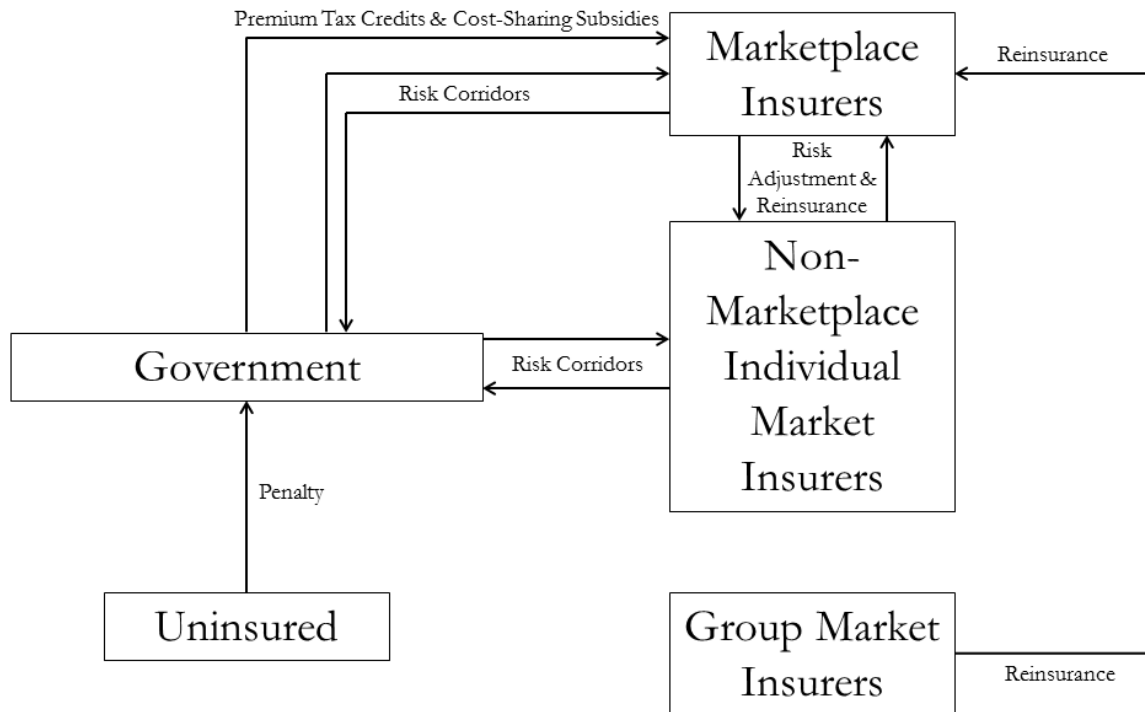 Premium Tax Credits & Cost-Sharing Subsidies
Marketplace
Insurers
Reinsurance
Risk Corridors
Risk
Adjustment &
Reinsurance
Non-
Marketplace
Individual
Market
Insurers
Government
Risk Corridors
Penalty
Uninsured
Group Market
Insurers
Reinsurance